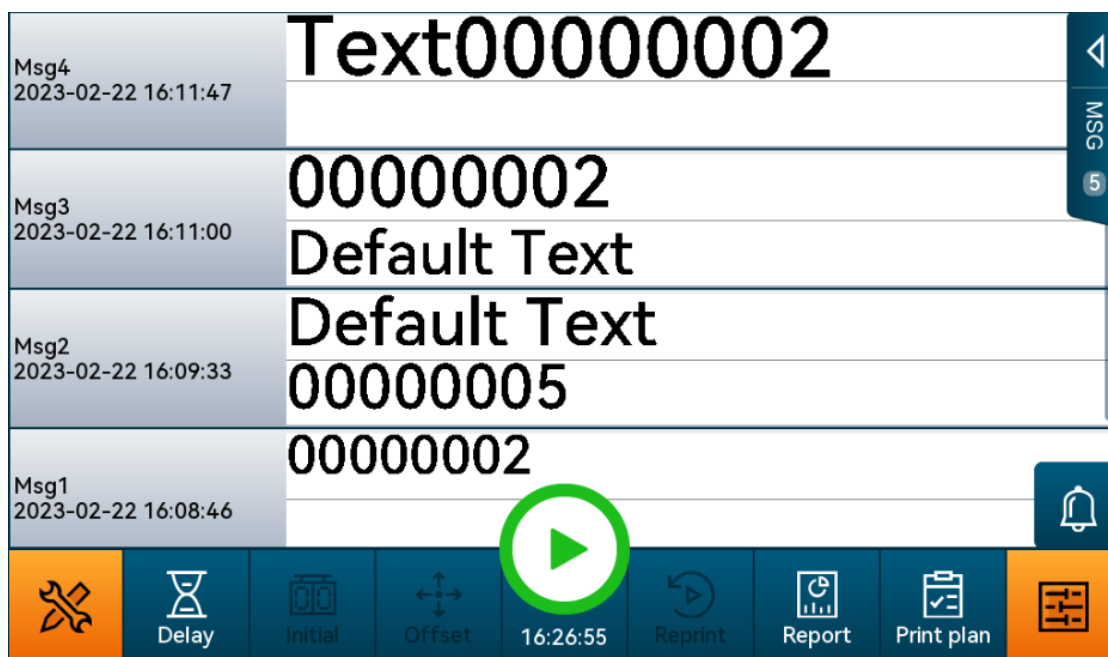 Msg4
2023-02-22 16:11:47
Text00000002
Msg3
2023-02-22 16:11:00
00000002
Default Text
Msg2
2023-02-22 16:09:33
Default Text
00000005
Msg1
2023-02-22 16:08:46
00000002
MSG
5
Delay
00
Initial
Offset
16:26:55
Reprint
Report
Print plan